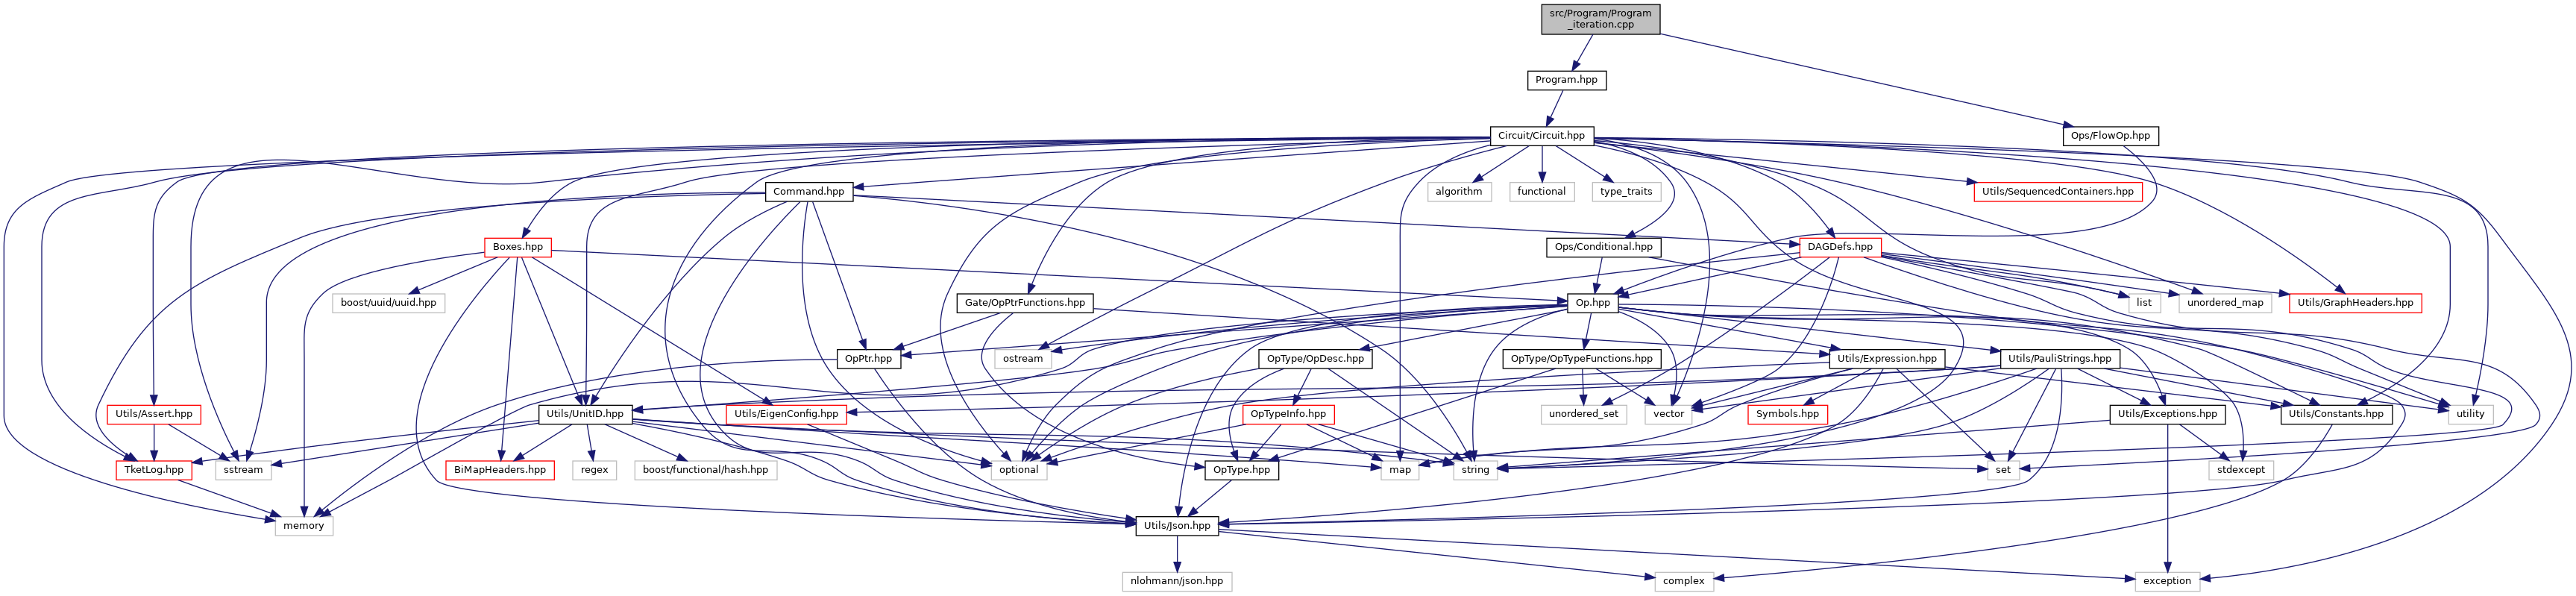 src/Program/Program
_iteration.cpp
Program.hpp
Circuit/Circuit.hpp
Ops/FlowOp.hpp
Command.hpp
algorithm
functional
type_traits
Utils/SequencedContainers.hpp
Boxes.hpp
Ops/Conditional.hpp
DAGDefs.hpp
boost/uuid/uuid.hpp
Gate/OpPtrFunctions.hpp
Op.hpp
list
unordered_map
Utils/GraphHeaders.hpp
OpPtr.hpp
ostream
OpType/OpDesc.hpp
OpType/OpTypeFunctions.hpp
Utils/Expression.hpp
Utils/PauliStrings.hpp
Utils/Assert.hpp
Utils/UnitID.hpp
Utils/EigenConfig.hpp
OpTypeInfo.hpp
unordered_set
vector
Symbols.hpp
Utils/Exceptions.hpp
Utils/Constants.hpp
utility
TketLog.hpp
sstream
BiMapHeaders.hpp
regex
boost/functional/hash.hpp
optional
OpType.hpp
map
string
set
stdexcept
memory
Utils/Json.hpp
nlohmann/json.hpp
complex
exception